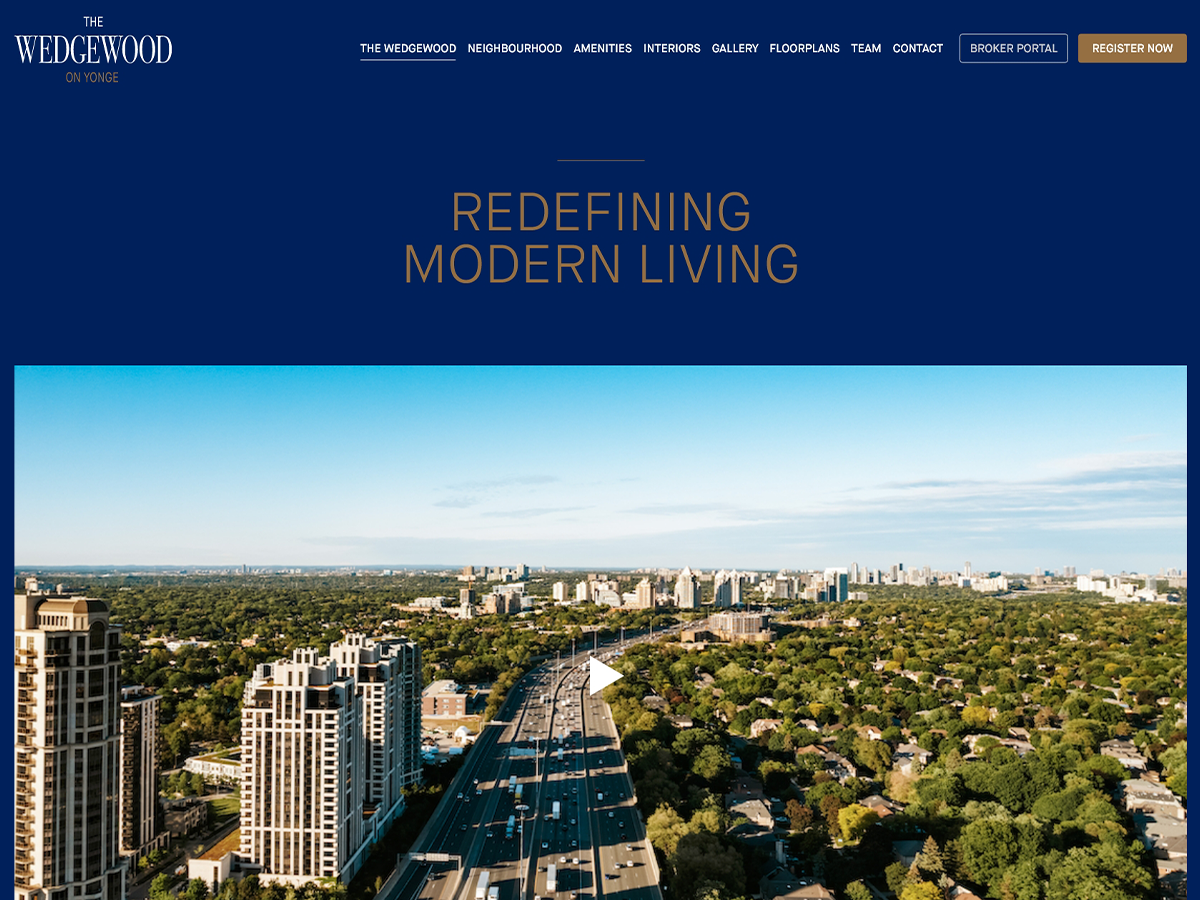 THE
WEDGEWOOD
ON YONGE
THE WEDGEWOOD
NEIGHBOURHOOD
AMENITIES
INTERIORS
GALLERY
FLOORPLANS
TEAM
CONTACT
BROKER PORTAL
REGISTER NOW
REDEFINING
MODERN LIVING